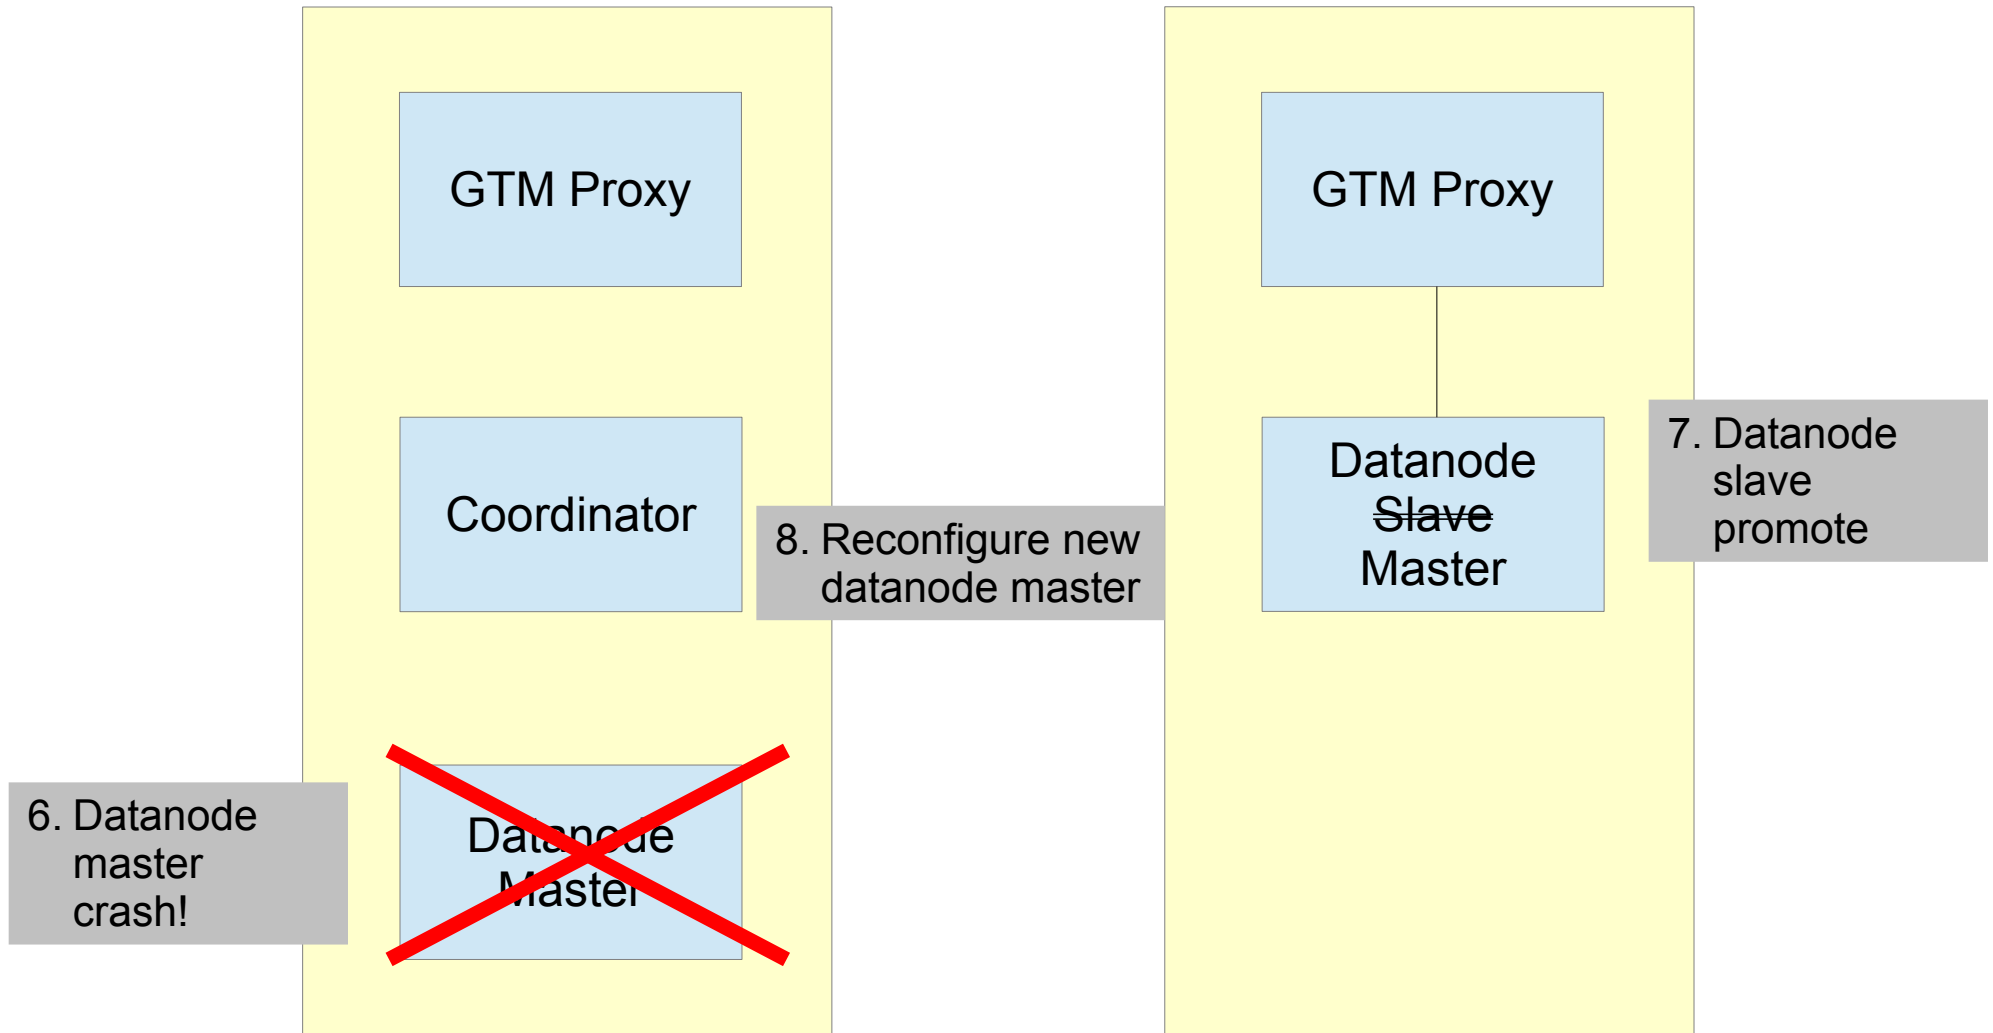 GTM Proxy
GTM Proxy
Coordinator
8. Reconfigure new
datanode master
Datanode
Slave
Master
7. Datanode
slave
promote
6. Datanode
master
crash!
Datanode
Master